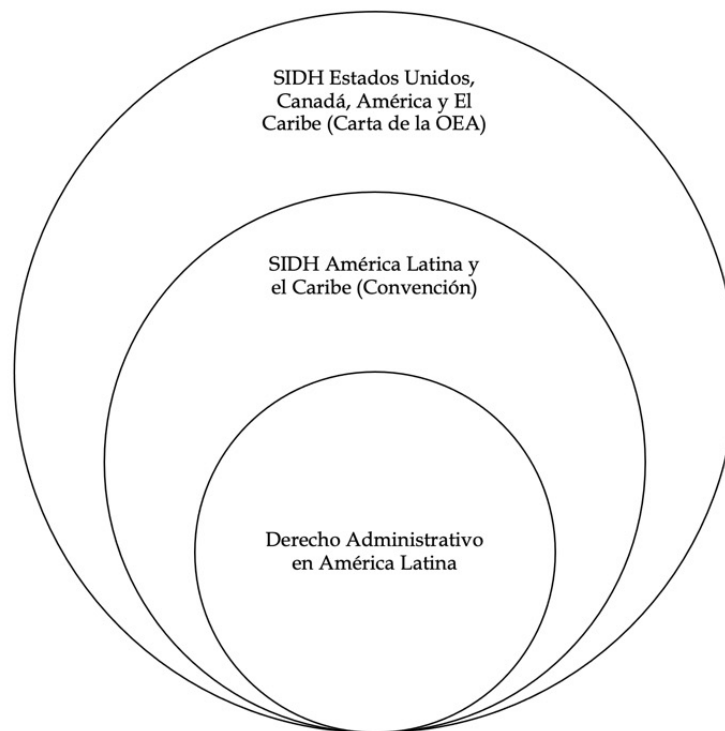 SIDH Estados Unidos,
Canadá, América y El
Caribe (Carta de la OEA)
SIDH América Latina y
el Caribe (Convención)
Derecho Administrativo
en América Latina